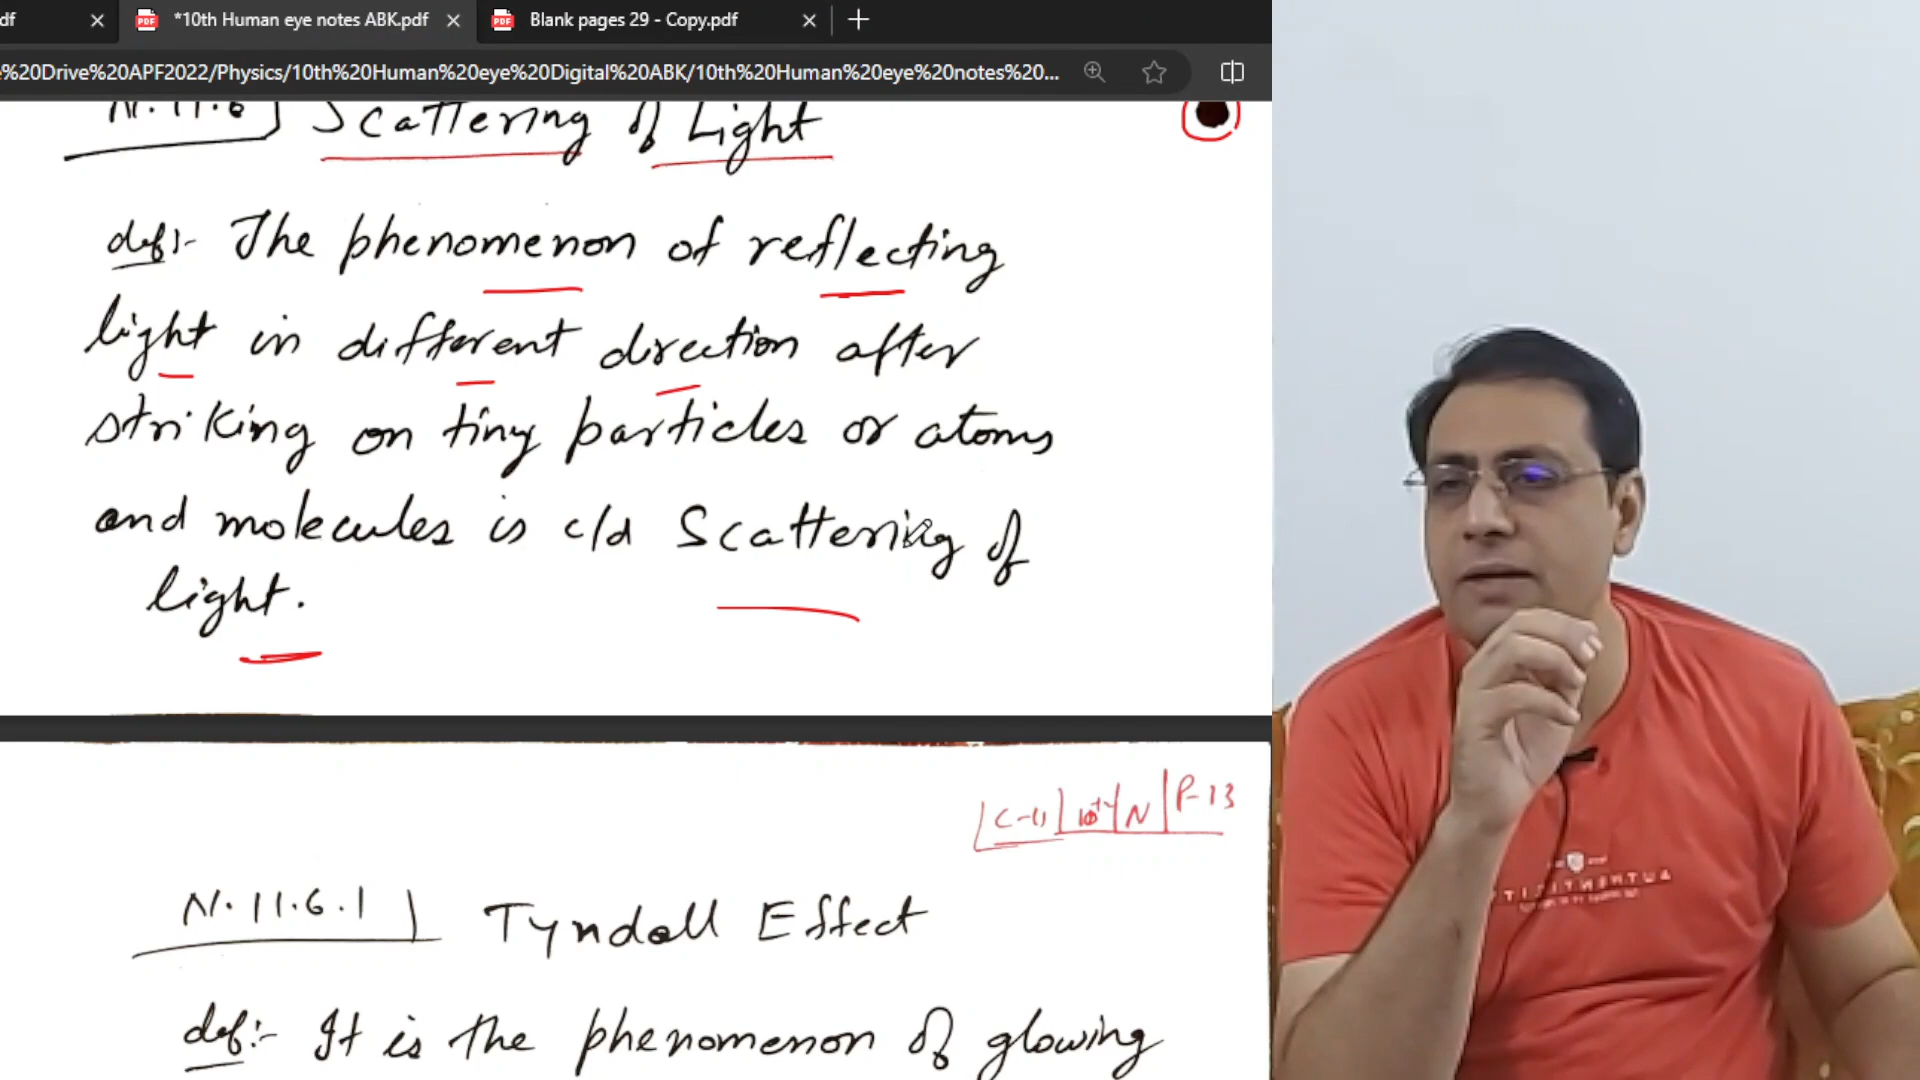 df
*10th Human eye notes ABK.pdf
Blank pages 29 - Copy.pdf
%20Drive%20APF2022/Physics/10th%20Human%20eye%20Digital%20ABK/10th%20Human%20eye%20notes%20...
N.11.6 Scattering of Light
def:- The phenomenon of reflecting
light in different direction after
striking on tiny particles or atoms
and molecules is c/d Scattering of
light.
C-11 10th N P-13
N.11.6.1 Tyndall Effect
def:- It is the phenomenon of glowing